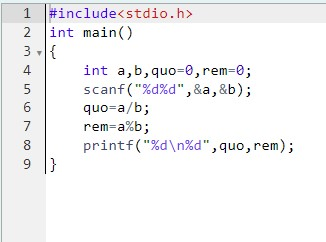 1 #include<stdio.h>
2 int main()
3 {
4     int a,b,quo=0,rem=0;
5     scanf("%d%d",&a,&b);
6     quo=a/b;
7     rem=a%b;
8     printf("%d\n%d",quo,rem);
9 }